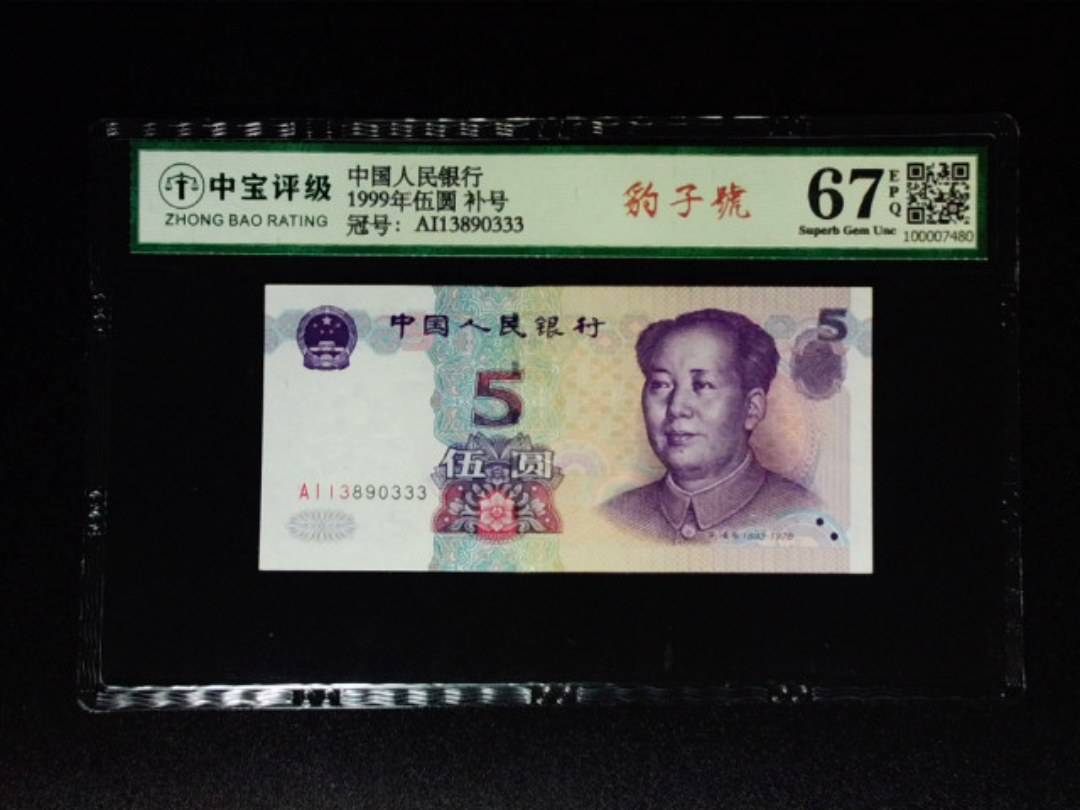 中宝评级
ZHONG BAO RATING
中国人民银行
1999年伍圆 补号
冠号：AI13890333
豹子號
67
EPQ
Superb Gem Unc
100007480
中国人民银行
5
5
伍圆
AI13890333